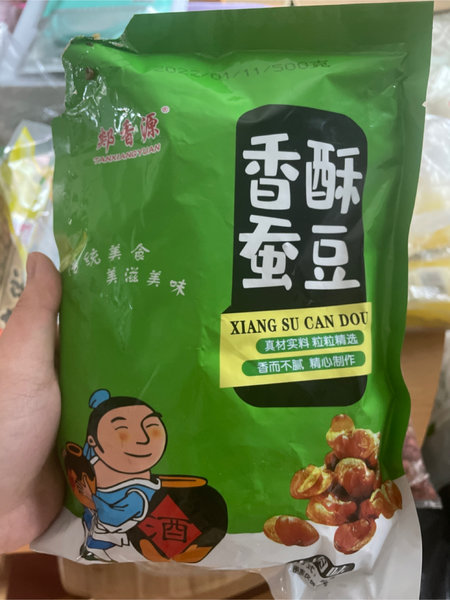 2022/01/11/500克
郯香源®
TANXIANGYUAN
香酥
蚕豆
传统美食
美滋美味
XIANG SU CAN DOU
真材实料 粒粒精选
香而不腻 精心制作
酒